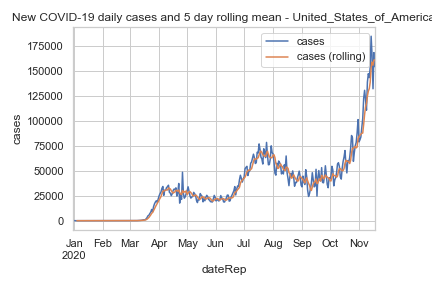 New COVID-19 daily cases and 5 day rolling mean - United_States_of_America
cases
cases (rolling)
175000
150000
125000
100000
75000
50000
25000
0
cases
Jan Feb Mar Apr May Jun Jul Aug Sep Oct Nov
2020
dateRep